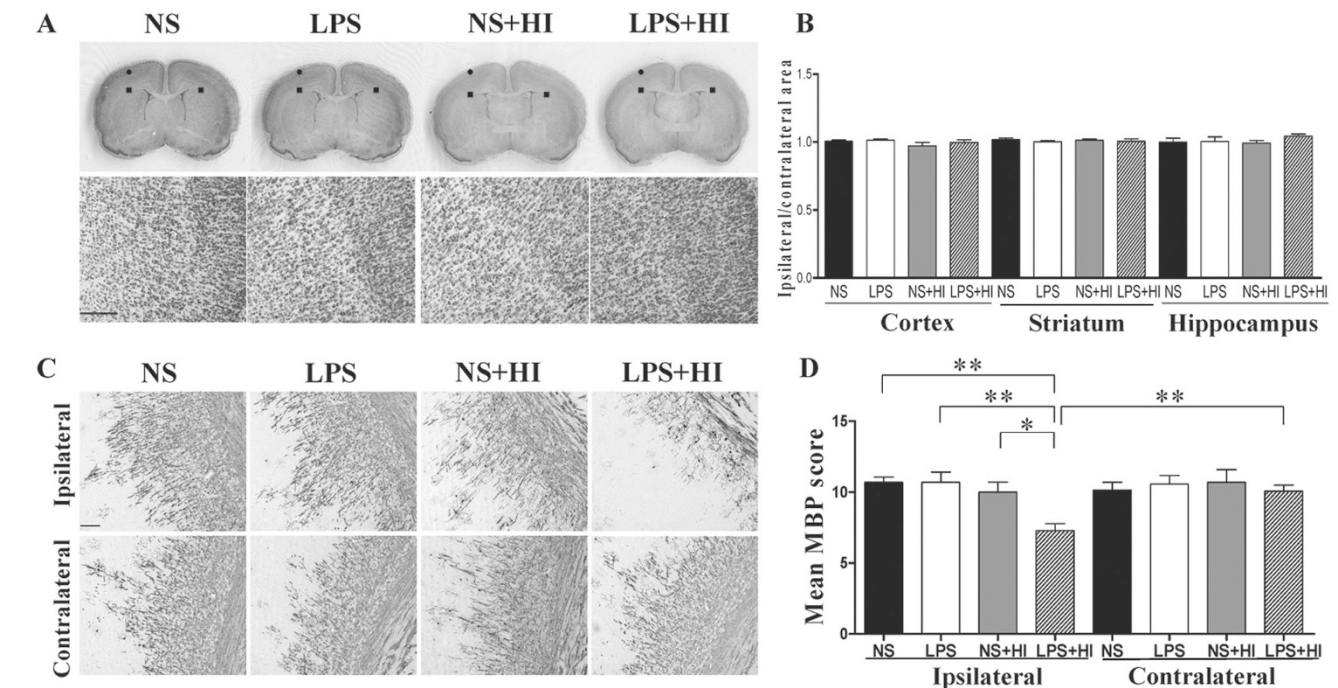 A NS LPS NS+HI LPS+HI
B
Ipsilateral/contralateral area
1.5
1.0
0.5
0.0
NS LPS NS+HI LPS+HI NS LPS NS+HI LPS+HI NS LPS NS+HI LPS+HI
Cortex Striatum Hippocampus
C NS LPS NS+HI LPS+HI
Ipsilateral
Contralateral
D
** 
** **
*
Mean MBP score
15
10
5
0
NS LPS NS+HI LPS+HI NS LPS NS+HI LPS+HI
Ipsilateral Contralateral